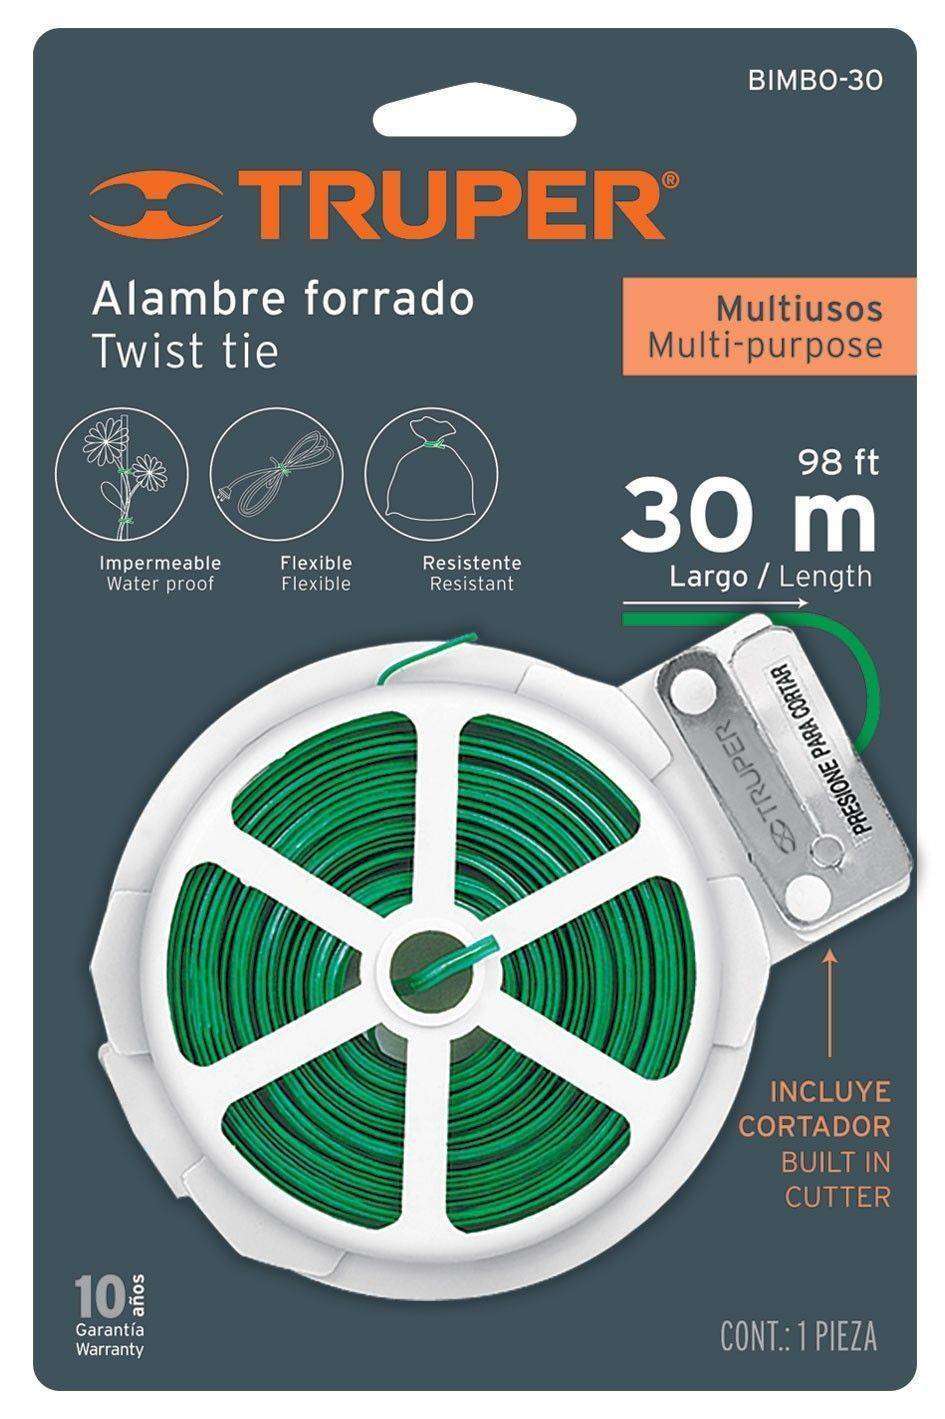 BIMBO-30
TRUPER®
Alambre forrado
Twist tie
Multiusos
Multi-purpose
98 ft
30 m
Largo / Length
Impermeable
Water proof
Flexible
Flexible
Resistente
Resistant
TRUPER
PRESIONE PARA CORTAR
INCLUYE
CORTADOR
BUILT IN
CUTTER
10 años
Garantía
Warranty
CONT.: 1 PIEZA